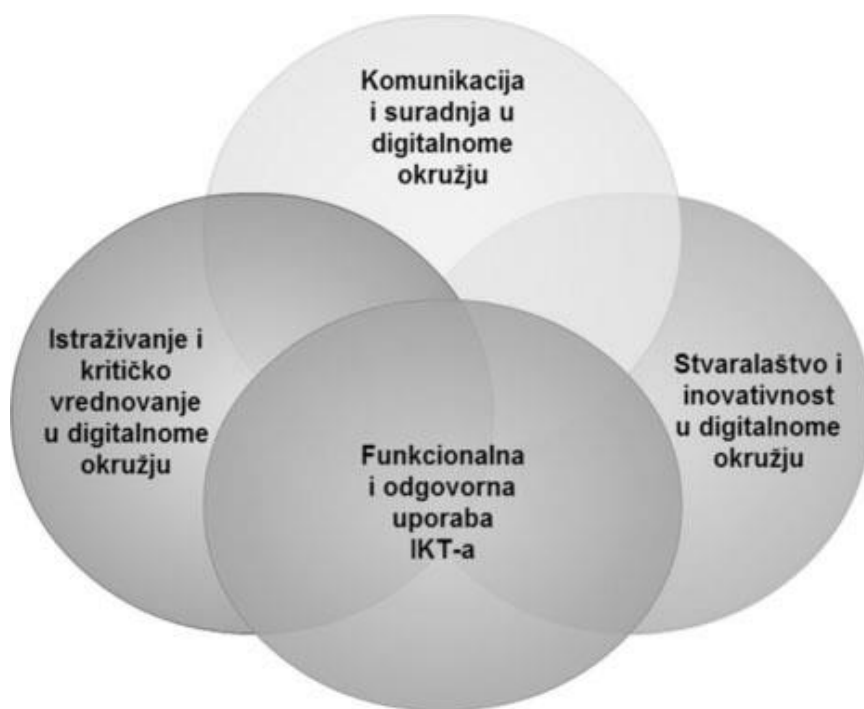 Komunikacija
i suradnja u
digitalnome
okružju
Istraživanje i
kritičko
vrednovanje
u digitalnome
okružju
Stvaralaštvo i
inovativnost
u digitalnome
okružju
Funkcionalna
i odgovorna
uporaba
IKT-a